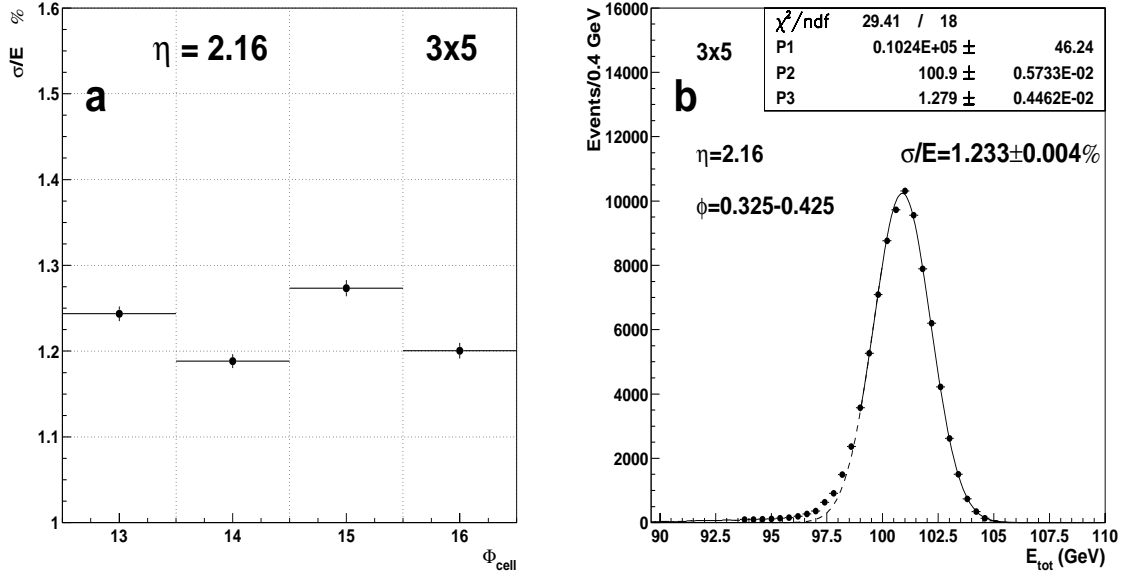 σ/E %
η = 2.16
3x5
a
1.6
1.5
1.4
1.3
1.2
1.1
1
13 14 15 16
Φcell
Events/0.4 GeV
3x5
b
χ²/ndf 29.41 / 18
P1 0.1024E+05 ± 46.24
P2 100.9 ± 0.5733E-02
P3 1.279 ± 0.4462E-02
η=2.16
σ/E=1.233±0.004%
ϕ=0.325-0.425
16000
14000
12000
10000
8000
6000
4000
2000
0
90 92.5 95 97.5 100 102.5 105 107.5 110
Etot (GeV)